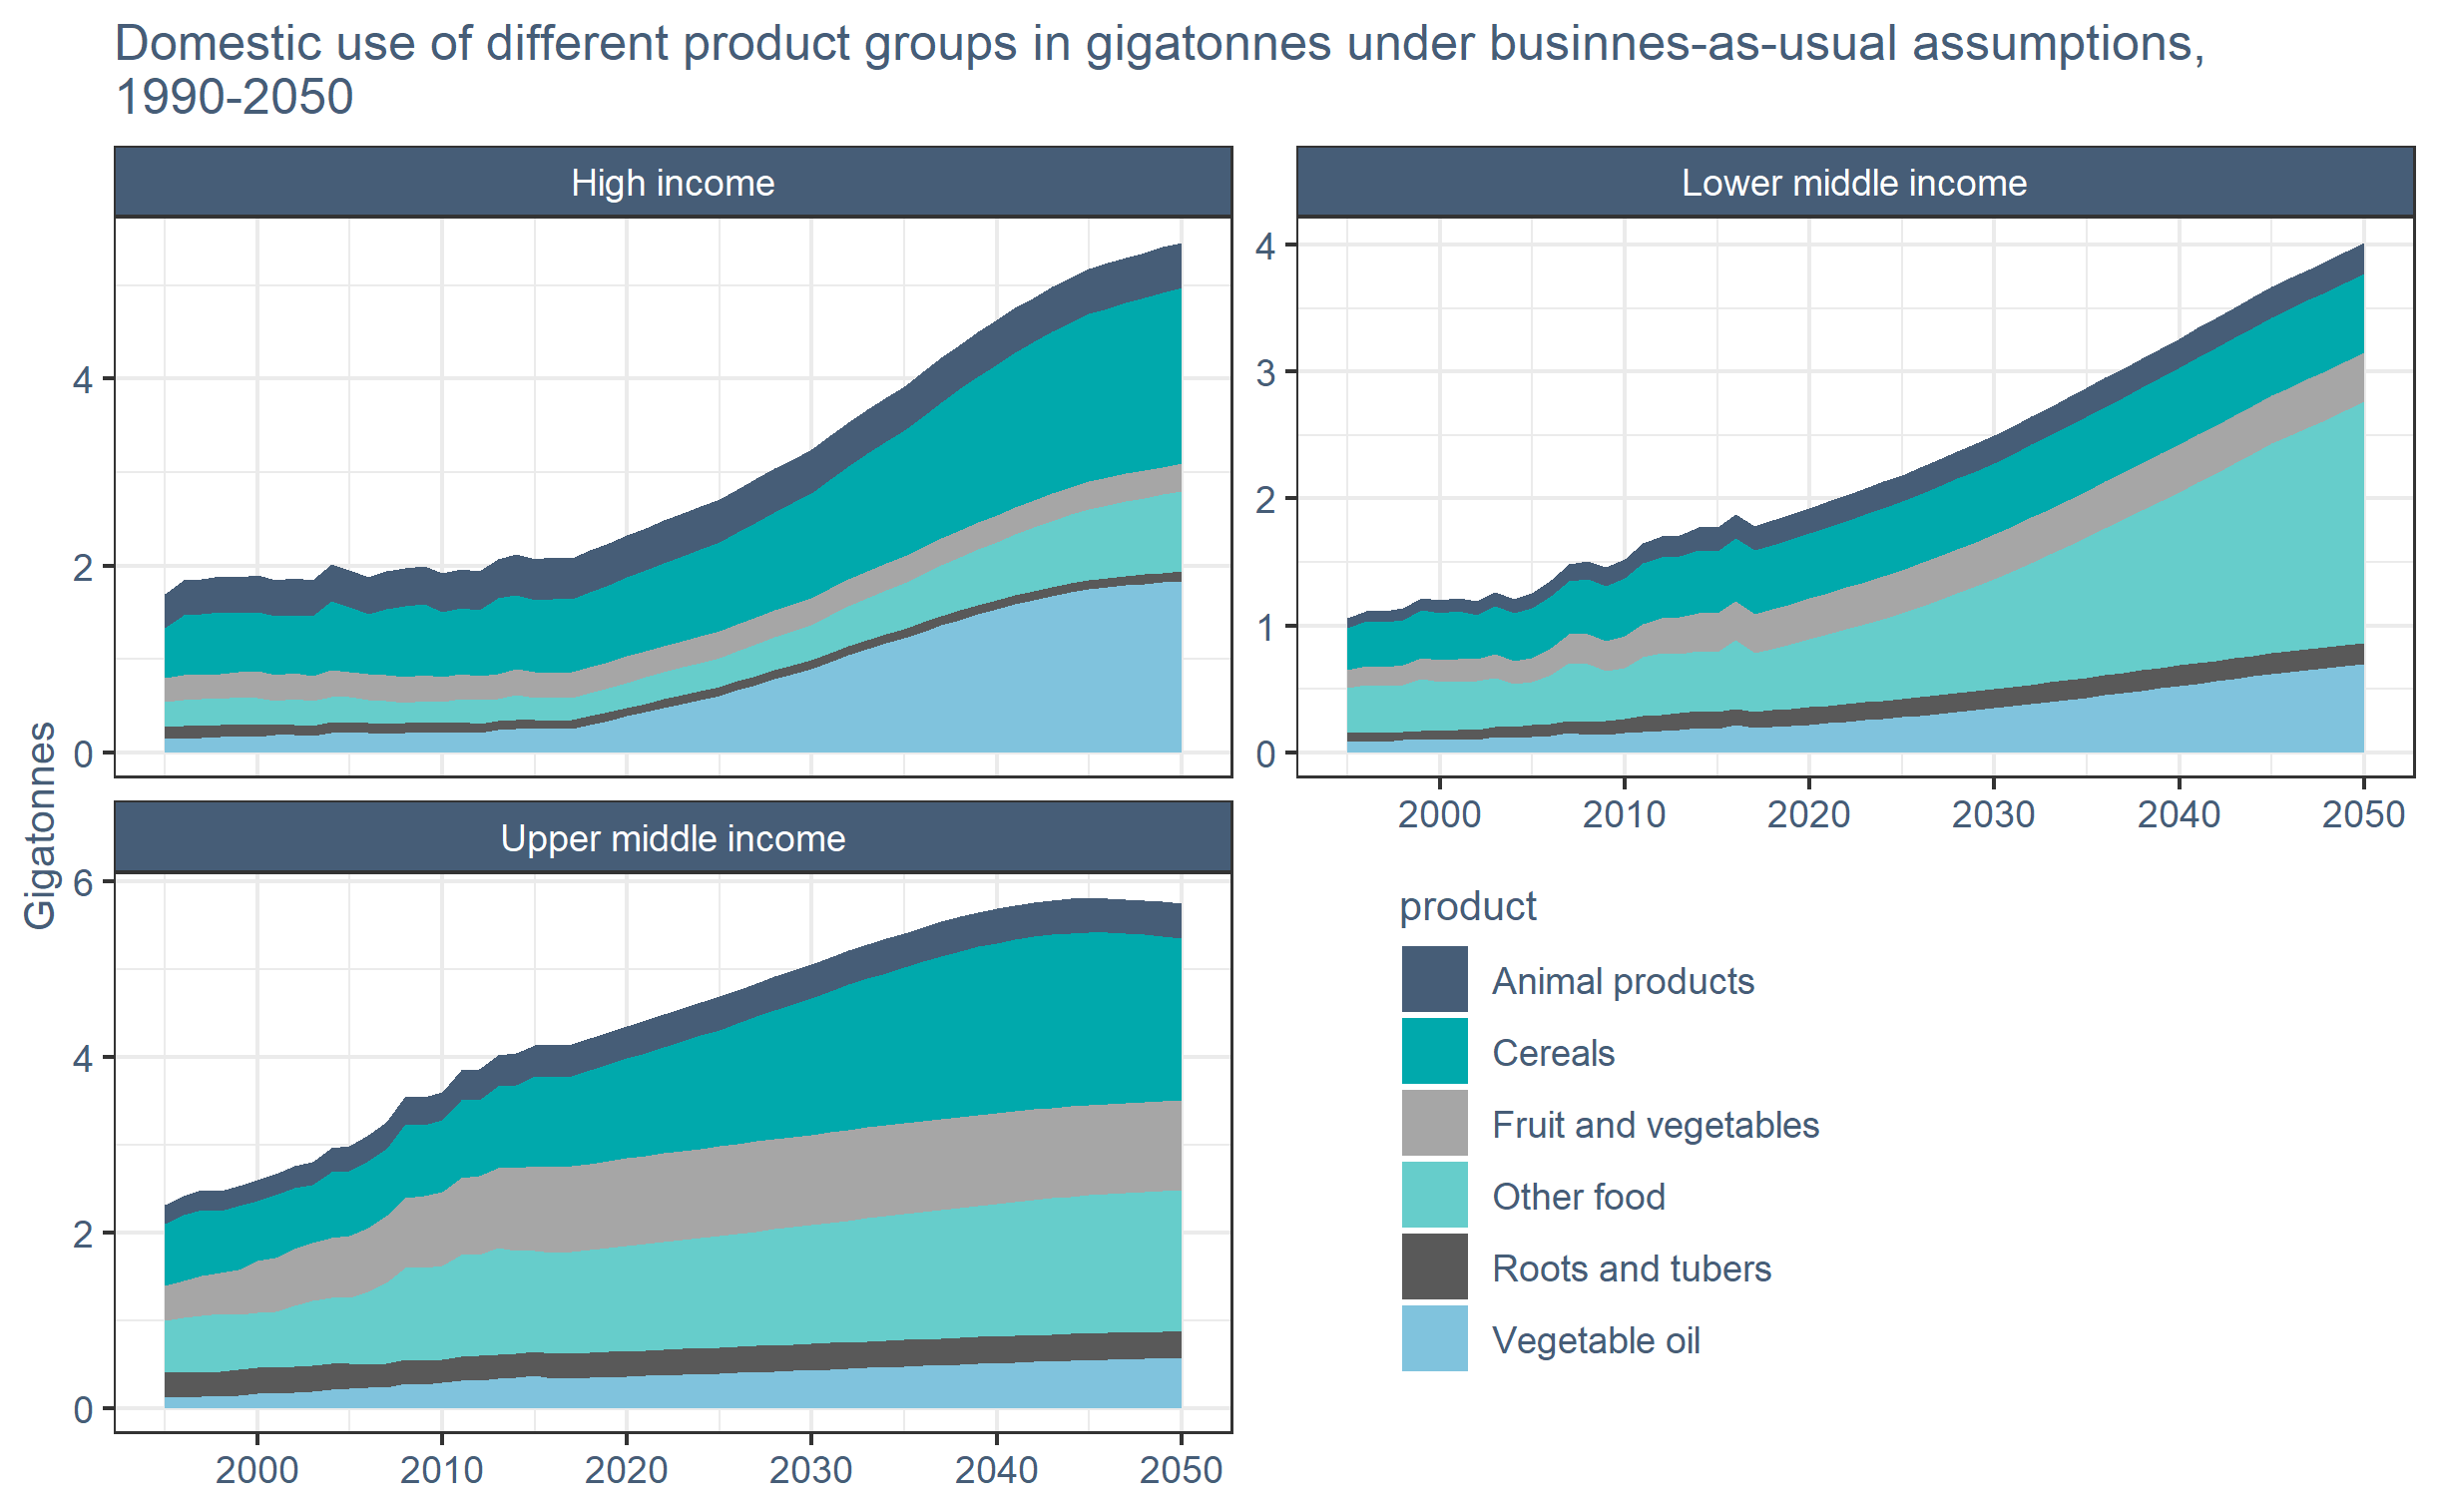 Domestic use of different product groups in gigatonnes under businnes-as-usual assumptions,
1990-2050
High income
4
2
0
Lower middle income
4
3
2
1
0
2000 2010 2020 2030 2040 2050
Gigatonnes
Upper middle income
6
4
2
0
2000 2010 2020 2030 2040 2050
product
Animal products
Cereals
Fruit and vegetables
Other food
Roots and tubers
Vegetable oil